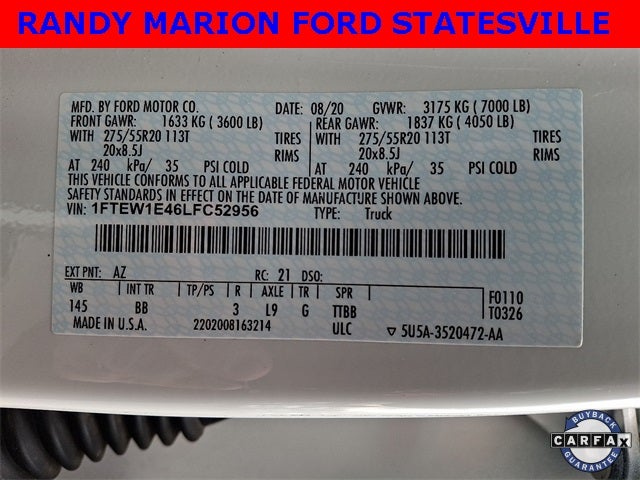 RANDY MARION FORD STATESVILLE
MFD. BY FORD MOTOR CO. DATE: 08/20 GVWR: 3175 KG ( 7000 LB)
FRONT GAWR: 1633 KG ( 3600 LB) REAR GAWR: 1837 KG ( 4050 LB)
WITH 275/55R20 113T TIRES WITH 275/55R20 113T TIRES
20x8.5J RIMS 20x8.5J RIMS
AT 240 kPa/ 35 PSI COLD AT 240 kPa/ 35 PSI COLD
THIS VEHICLE CONFORMS TO ALL APPLICABLE FEDERAL MOTOR VEHICLE
SAFETY STANDARDS IN EFFECT ON THE DATE OF MANUFACTURE SHOWN ABOVE.
VIN: 1FTEW1E46LFC52956 TYPE: Truck
EXT PNT: AZ RC: 21 DSO:
WB INT TR TP/PS R AXLE TR SPR F0110
145 BB 3 L9 G TTBB T0326
MADE IN U.S.A. 2202008163214 ULC ▽ 5U5A-3520472-AA
BUYBACK
CARFAX
GUARANTEE